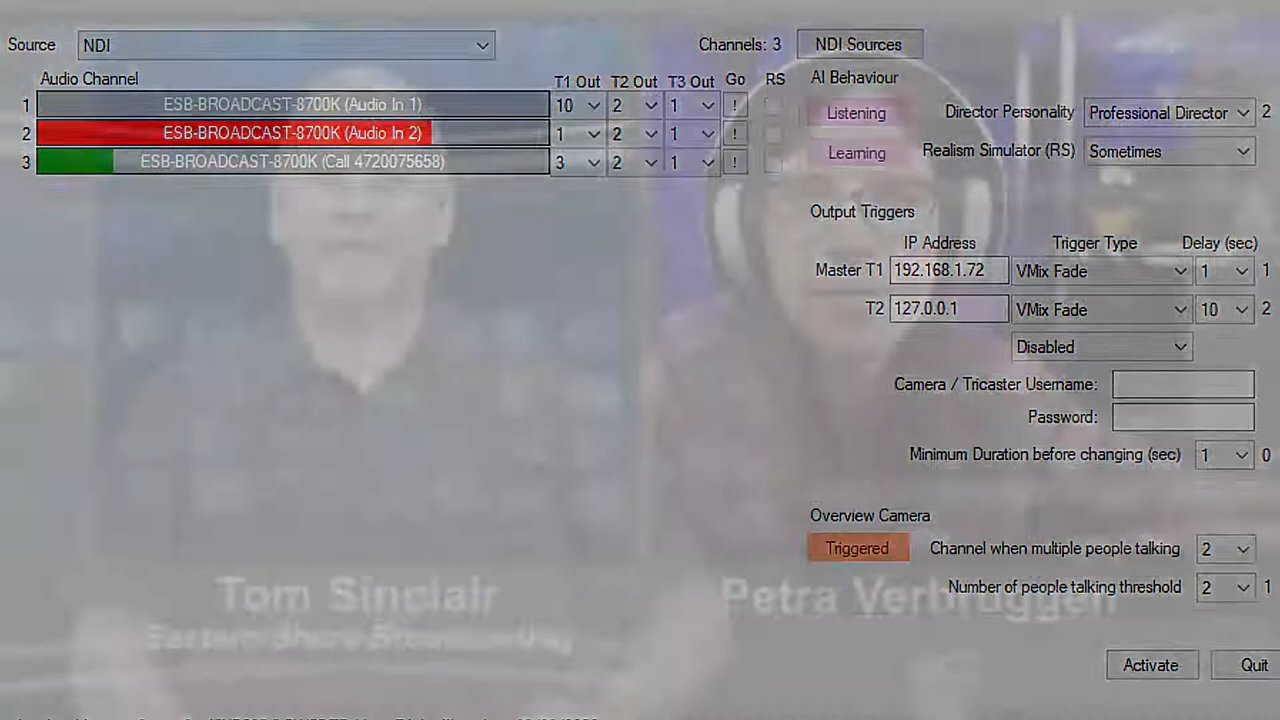 Source NDI Channels: 3 NDI Sources
Audio Channel T1 Out T2 Out T3 Out Go RS AI Behaviour
1 ESB-BROADCAST-8700K (Audio In 1) 10 2 1 ! Listening Director Personality Professional Director 2
2 ESB-BROADCAST-8700K (Audio In 2) 1 2 1 ! Learning Realism Simulator (RS) Sometimes
3 ESB-BROADCAST-8700K (Call 4720075658) 3 2 1 !
Output Triggers
IP Address Trigger Type Delay (sec)
Master T1 192.168.1.72 VMix Fade 1 1
T2 127.0.0.1 VMix Fade 10 2
Disabled
Camera / Tricaster Username:
Password:
Minimum Duration before changing (sec) 1 0
Overview Camera
Triggered Channel when multiple people talking 2
Number of people talking threshold 2 1
Tom Sinclair Petra Verbruggen
Activate Quit